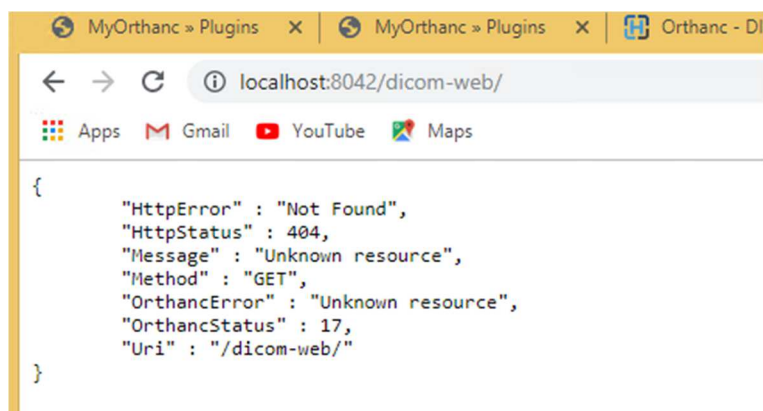 MyOrthanc » Plugins MyOrthanc » Plugins Orthanc - DI
localhost:8042/dicom-web/
Apps Gmail YouTube Maps
{
"HttpError" : "Not Found",
"HttpStatus" : 404,
"Message" : "Unknown resource",
"Method" : "GET",
"OrthancError" : "Unknown resource",
"OrthancStatus" : 17,
"Uri" : "/dicom-web/"
}